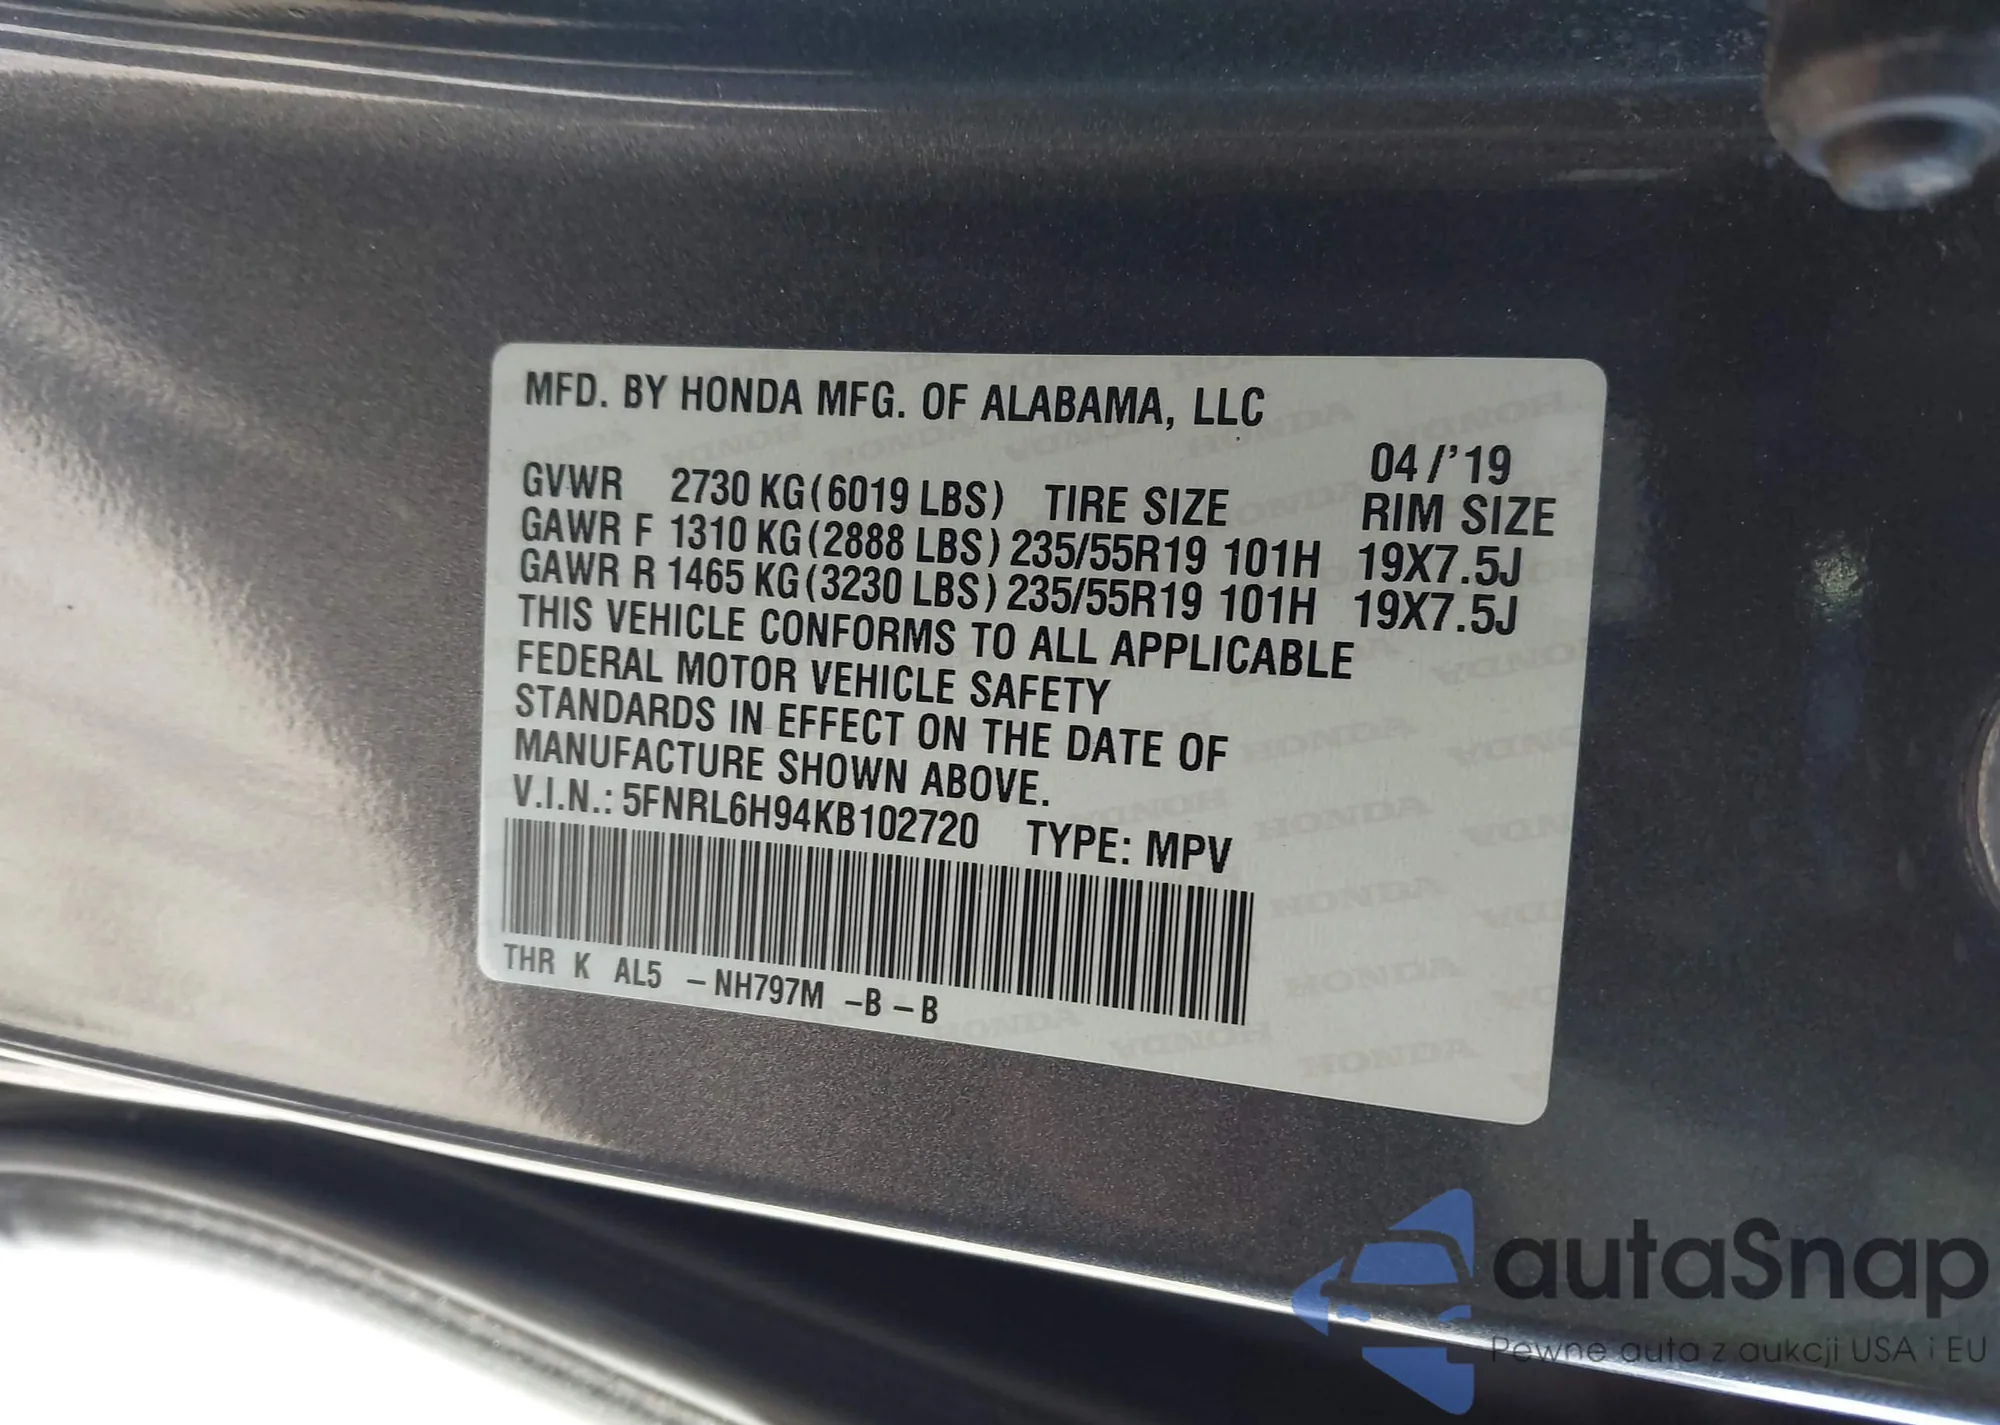 MFD. BY HONDA MFG. OF ALABAMA, LLC
04 /'19
GVWR 2730 KG (6019 LBS) TIRE SIZE RIM SIZE
GAWR F 1310 KG (2888 LBS) 235/55R19 101H 19X7.5J
GAWR R 1465 KG (3230 LBS) 235/55R19 101H 19X7.5J
THIS VEHICLE CONFORMS TO ALL APPLICABLE
FEDERAL MOTOR VEHICLE SAFETY
STANDARDS IN EFFECT ON THE DATE OF
MANUFACTURE SHOWN ABOVE.
V.I.N.: 5FNRL6H94KB102720 TYPE: MPV
THR K AL5 –NH797M –B –B
autaSnap
Pewne auta z aukcji USA i EU